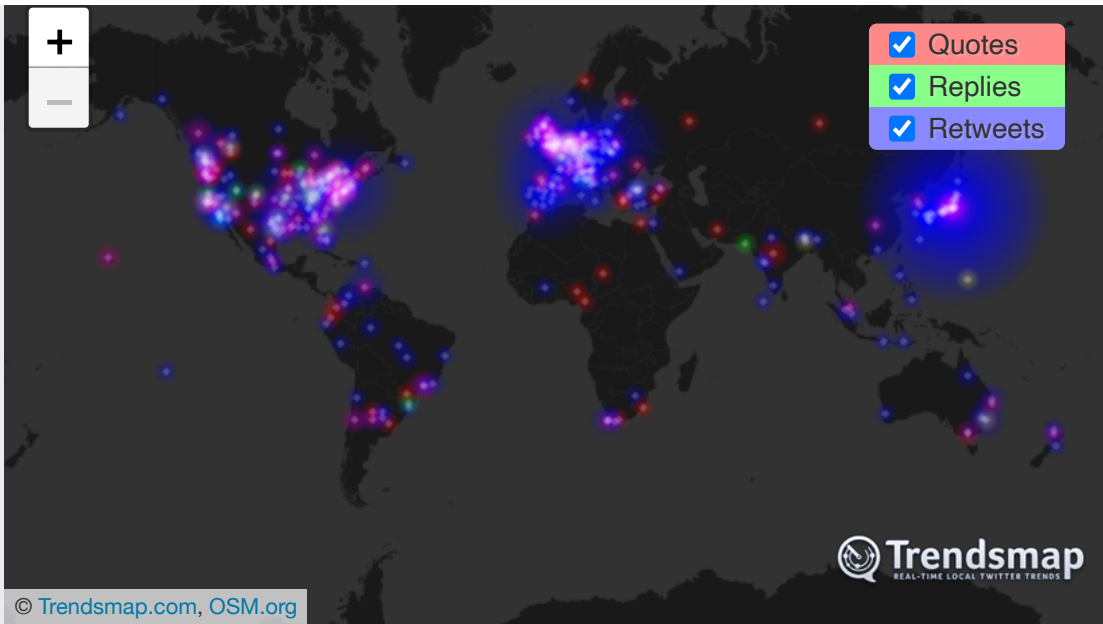 +
−
Quotes
Replies
Retweets
Trendsmap
REAL-TIME LOCAL TWITTER TRENDS
© Trendsmap.com, OSM.org